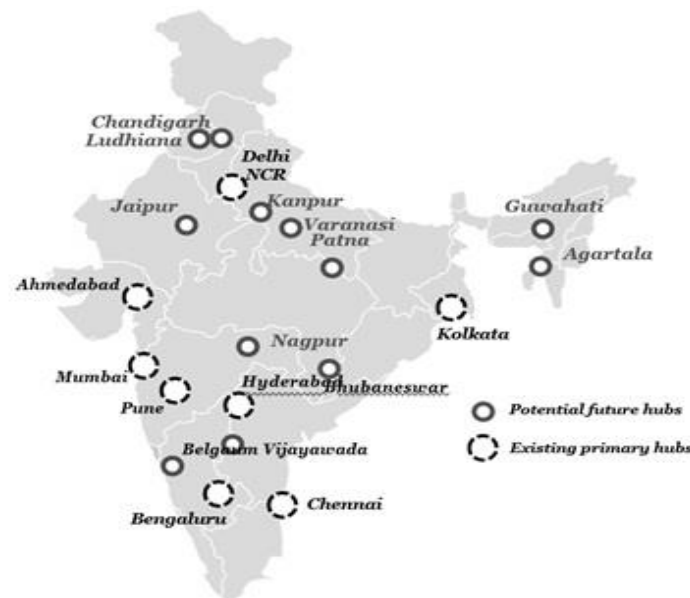 Chandigarh
Ludhiana
Delhi
NCR
Kanpur
Jaipur
Varanasi
Patna
Guwahati
Agartala
Ahmedabad
Kolkata
Nagpur
Mumbai
Hyderabad
Bhubaneswar
Pune
Potential future hubs
Belgaum Vijayawada
Existing primary hubs
Bengaluru
Chennai